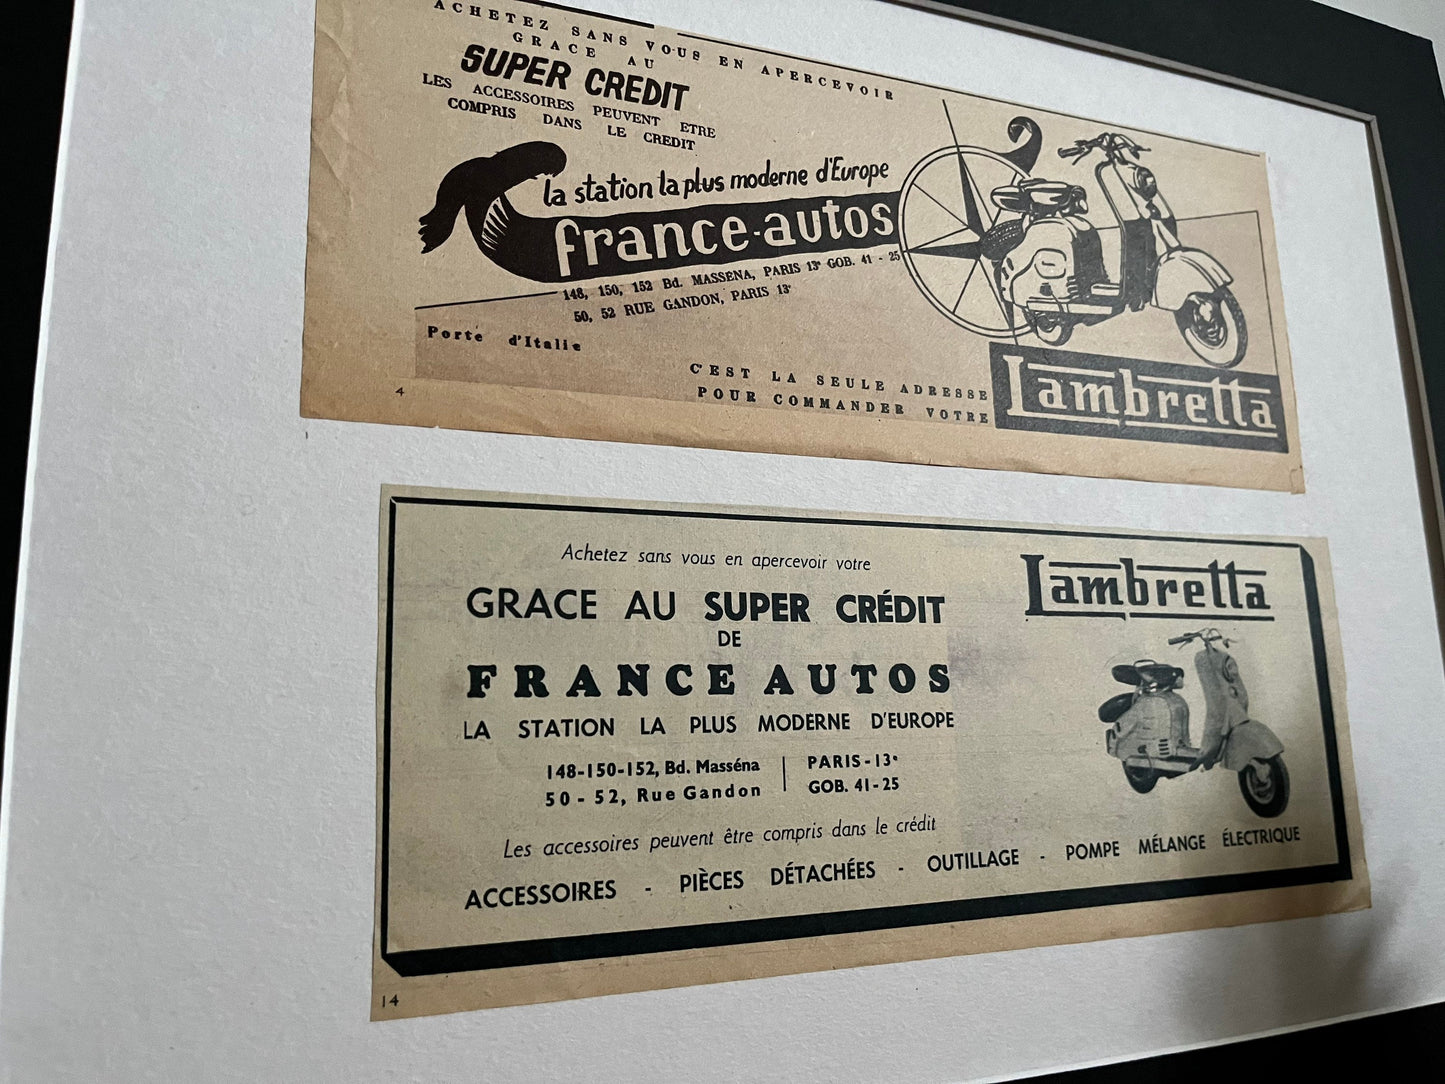 ACHETEZ SANS VOUS EN APERCEVOIR
GRACE AU
SUPER CREDIT
LES ACCESSOIRES PEUVENT ETRE
COMPRIS DANS LE CREDIT
la station la plus moderne d'Europe
france-autos
148, 150, 152 Bd. MASSENA, PARIS 13e GOB. 41 - 25
50, 52 RUE GANDON, PARIS 13e
Porte d'Italie
C'EST LA SEULE ADRESSE
POUR COMMANDER VOTRE
Lambretta
4
Achetez sans vous en apercevoir votre
Lambretta
GRACE AU SUPER CRÉDIT
DE
FRANCE AUTOS
LA STATION LA PLUS MODERNE D'EUROPE
148-150-152, Bd. Masséna
50 - 52, Rue Gandon
PARIS-13e
GOB. 41-25
Les accessoires peuvent être compris dans le crédit
ACCESSOIRES - PIÈCES DÉTACHÉES - OUTILLAGE - POMPE MÉLANGE ÉLECTRIQUE
14